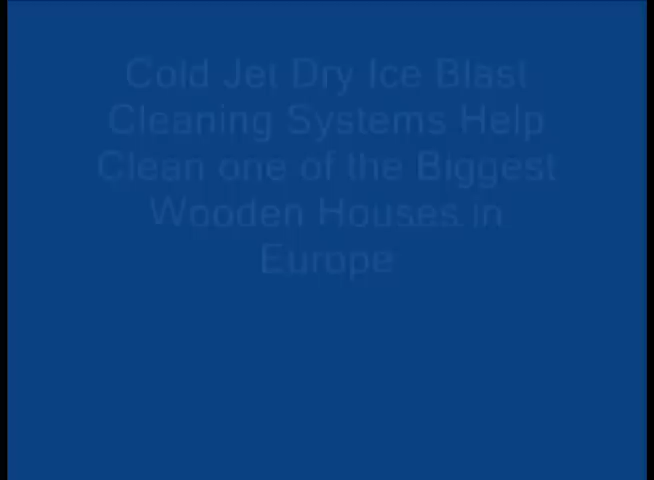 Cold Jet Dry Ice Blast
Cleaning Systems Help
Clean one of the Biggest
Wooden Houses in
Europe